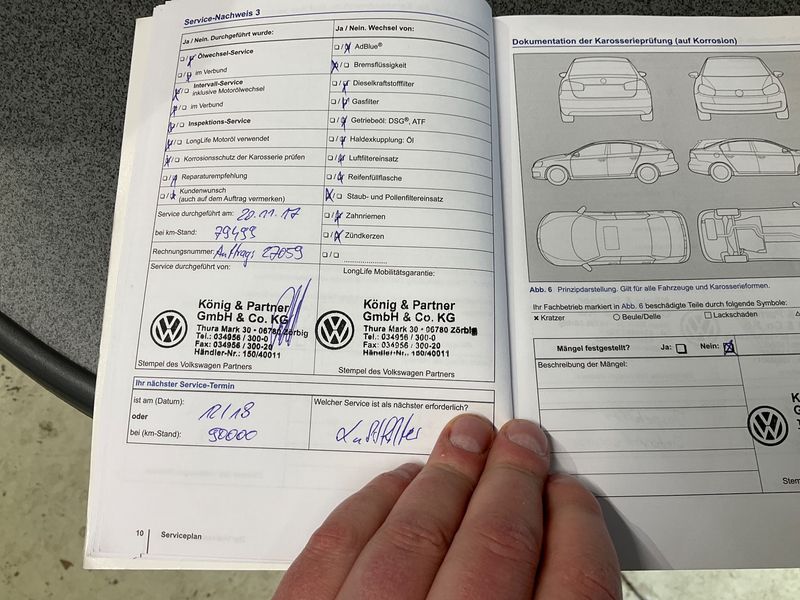 Service-Nachweis 3
Ja / Nein. Durchgeführt wurde:
Ölwechsel-Service
im Verbund
Intervall-Service
inklusive Motorölwechsel
im Verbund
Inspektions-Service
LongLife Motoröl verwendet
Korrosionsschutz der Karosserie prüfen
Reparaturempfehlung
Kundenwunsch
(auch auf dem Auftrag vermerken)
Service durchgeführt am: 20.11.17
bei km-Stand: 79499
Rechnungsnummer: Auftrags 27059
Service durchgeführt von:
König & Partner
GmbH & Co. KG
Thura Mark 30 - 06780 Zörbig
Tel.: 034956 / 300-0
Fax: 034956 / 300-20
Händler-Nr.: 150/40011
Stempel des Volkswagen Partners
Ja / Nein. Wechsel von:
AdBlue®
Bremsflüssigkeit
Dieselkraftstofffilter
Gasfilter
Getriebeöl: DSG®, ATF
Haldexkupplung: Öl
Luftfiltereinsatz
Reifenfüllflasche
Staub- und Pollenfiltereinsatz
Zahnriemen
Zündkerzen
LongLife Mobilitätsgarantie:
König & Partner
GmbH & Co. KG
Thura Mark 30 - 06780 Zörbig
Tel.: 034956 / 300-0
Fax: 034956 / 300-20
Händler-Nr.: 150/40011
Stempel des Volkswagen Partners
Ihr nächster Service-Termin
ist am (Datum): 12/18
oder
bei (km-Stand): 90000
Welcher Service ist als nächster erforderlich?
Luftfilter
10 Serviceplan
Dokumentation der Karosserieprüfung (auf Korrosion)
Abb. 6 Prinzipdarstellung. Gilt für alle Fahrzeuge und Karosserieformen.
Ihr Fachbetrieb markiert in Abb. 6 beschädigte Teile durch folgende Symbole:
x Kratzer ○ Beule/Delle □ Lackschaden
Mängel festgestellt? Ja: Nein:
Beschreibung der Mängel: